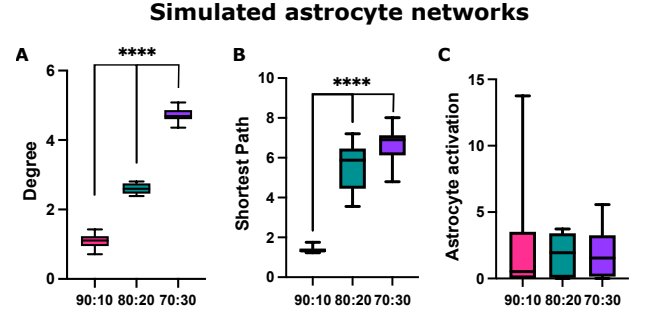 Simulated astrocyte networks
A
Degree
6
4
2
0
****
90:10 80:20 70:30
B
Shortest Path
10
8
6
4
2
0
****
90:10 80:20 70:30
C
Astrocyte activation
15
10
5
0
90:10 80:20 70:30